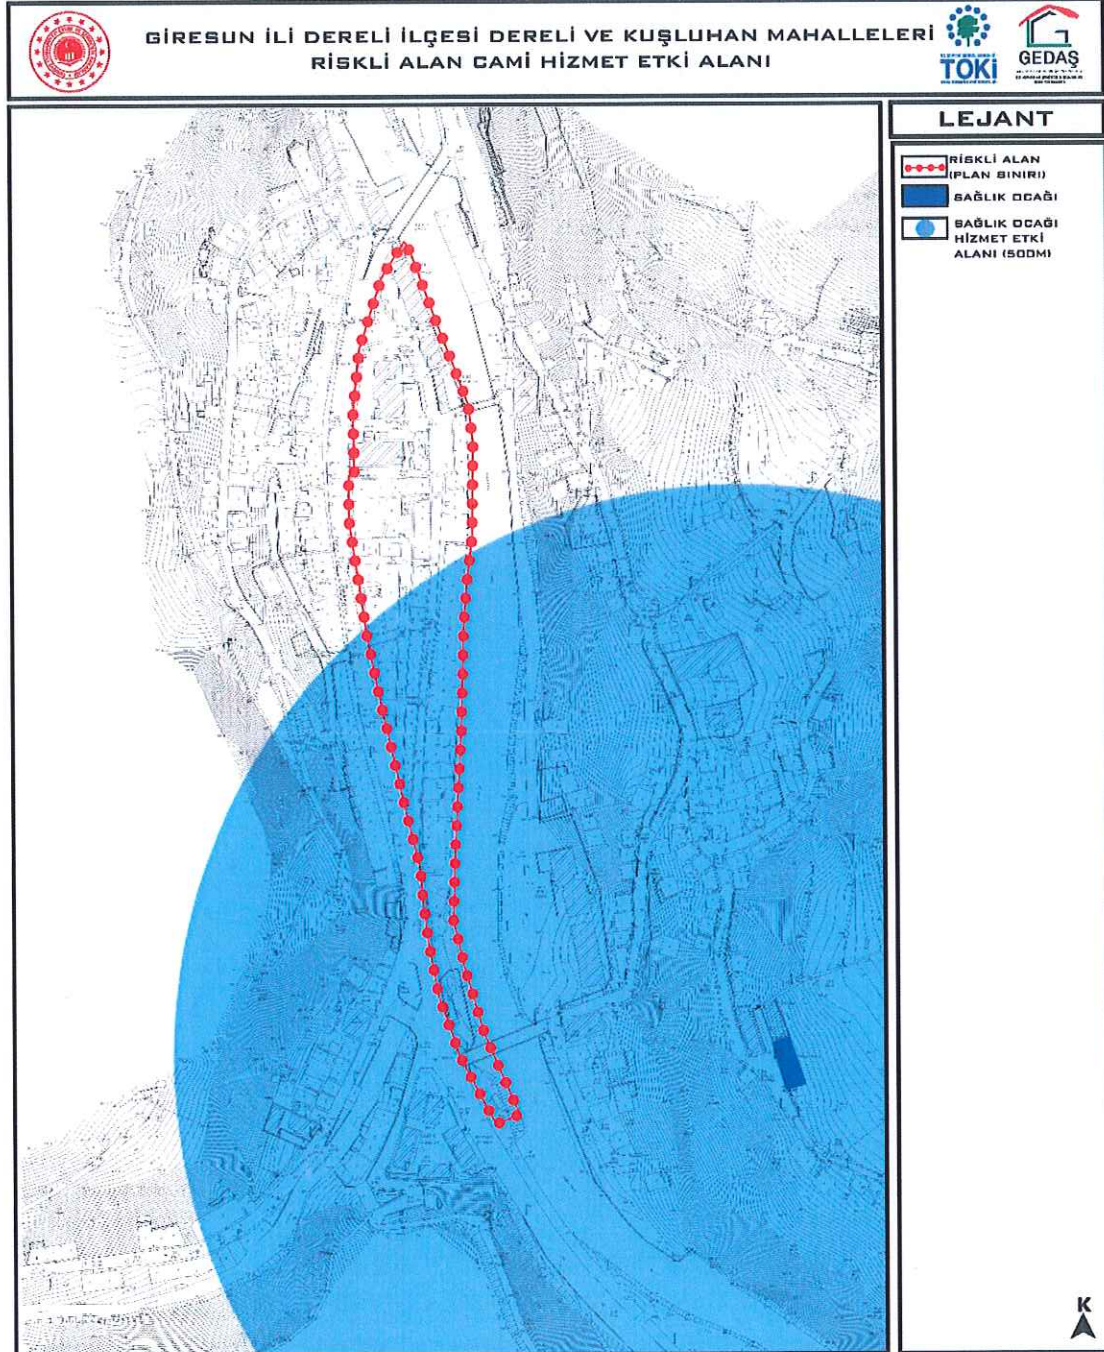 GİRESUN İLİ DERELİ İLÇESİ DERELİ VE KUŞLUHAN MAHALLELERİ
RİSKLİ ALAN CAMİ HİZMET ETKİ ALANI
TOKİ
GEDAŞ
LEJANT
RİSKLİ ALAN
(PLAN SINIRI)
SAĞLIK OCAĞI
SAĞLIK OCAĞI
HİZMET ETKİ
ALANI (500M)
K